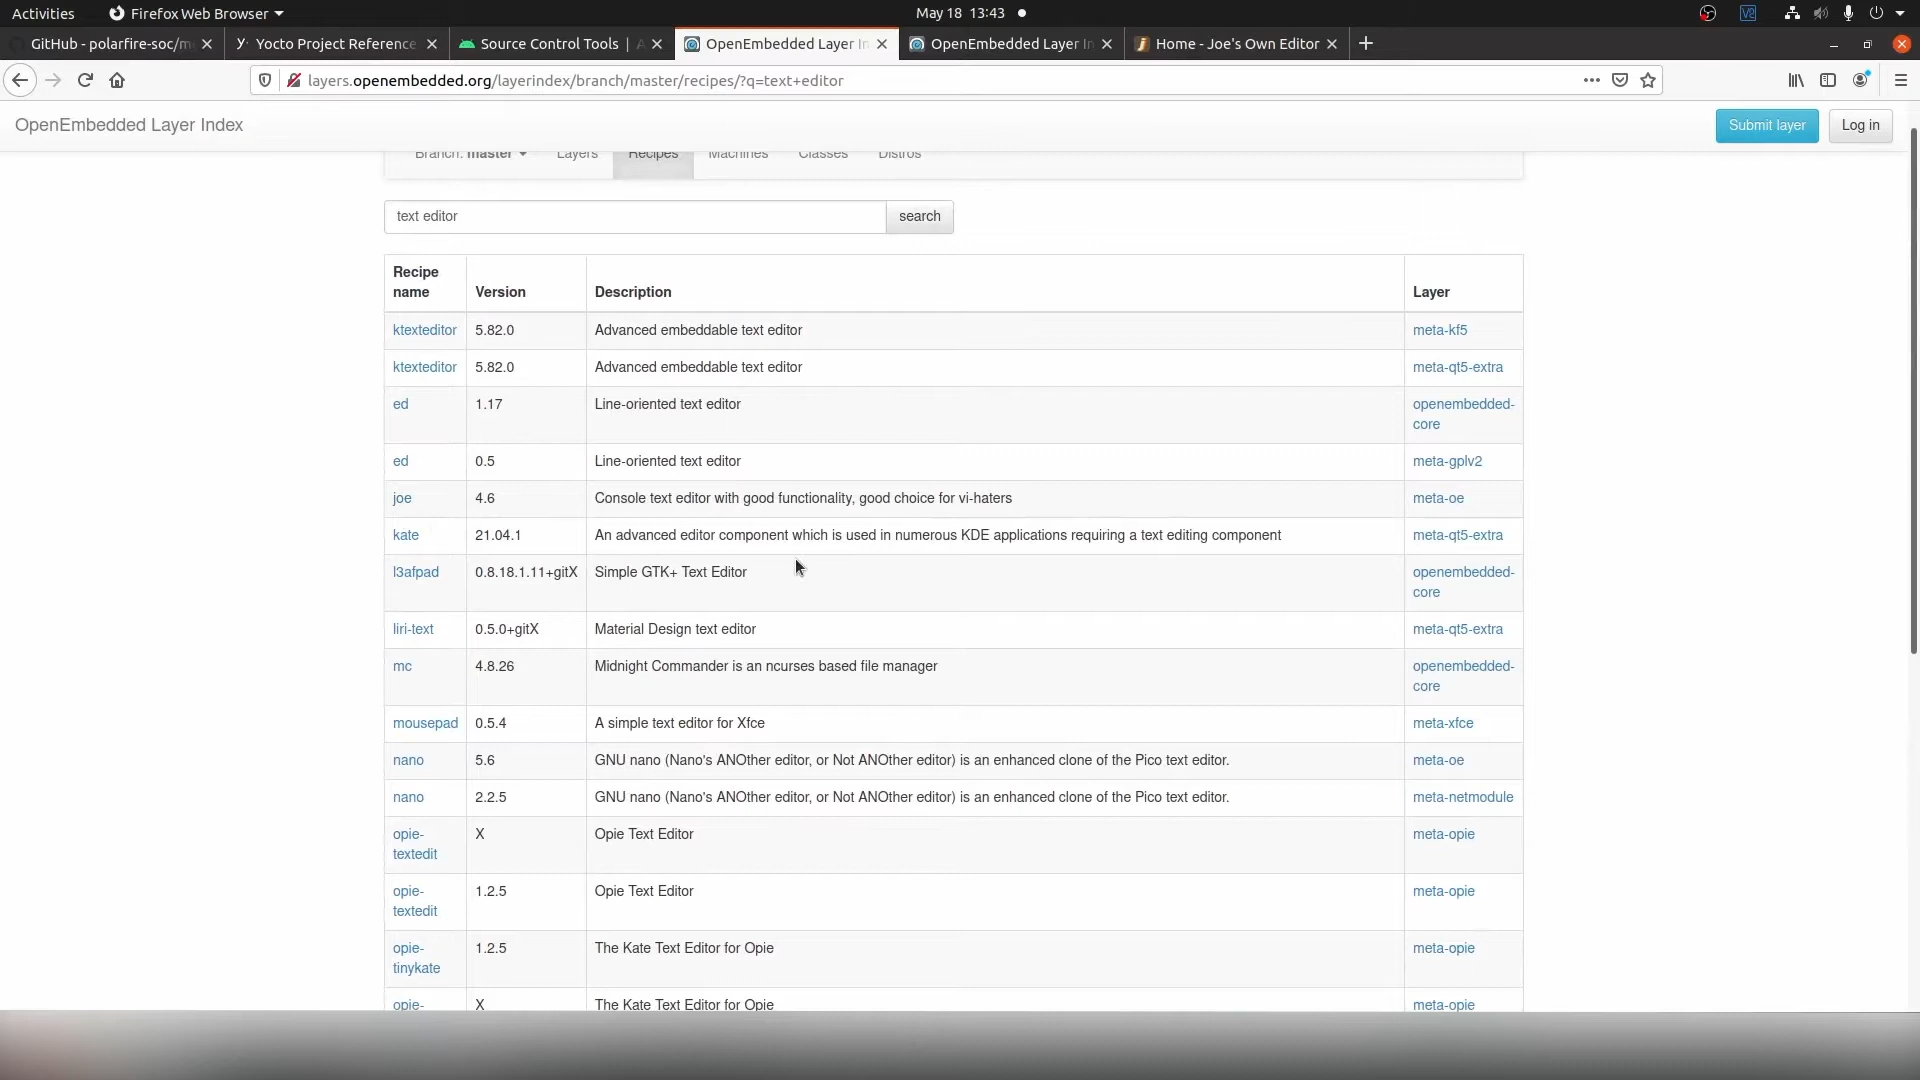 Activities Firefox Web Browser May 18 13:43
GitHub - polarfire-soc/m Yocto Project Reference Source Control Tools | A OpenEmbedded Layer In OpenEmbedded Layer In Home - Joe's Own Editor
layers.openembedded.org/layerindex/branch/master/recipes/?q=text+editor
OpenEmbedded Layer Index Submit layer Log in
Branch: master Layers Recipes Machines Classes Distros
text editor search
Recipe name Version Description Layer
ktexteditor 5.82.0 Advanced embeddable text editor meta-kf5
ktexteditor 5.82.0 Advanced embeddable text editor meta-qt5-extra
ed 1.17 Line-oriented text editor openembedded-
core
ed 0.5 Line-oriented text editor meta-gplv2
joe 4.6 Console text editor with good functionality, good choice for vi-haters meta-oe
kate 21.04.1 An advanced editor component which is used in numerous KDE applications requiring a text editing component meta-qt5-extra
l3afpad 0.8.18.1.11+gitX Simple GTK+ Text Editor openembedded-
core
liri-text 0.5.0+gitX Material Design text editor meta-qt5-extra
mc 4.8.26 Midnight Commander is an ncurses based file manager openembedded-
core
mousepad 0.5.4 A simple text editor for Xfce meta-xfce
nano 5.6 GNU nano (Nano's ANOther editor, or Not ANOther editor) is an enhanced clone of the Pico text editor. meta-oe
nano 2.2.5 GNU nano (Nano's ANOther editor, or Not ANOther editor) is an enhanced clone of the Pico text editor. meta-netmodule
opie- X Opie Text Editor meta-opie
textedit
opie- 1.2.5 Opie Text Editor meta-opie
textedit
opie- 1.2.5 The Kate Text Editor for Opie meta-opie
tinykate
opie- X The Kate Text Editor for Opie meta-opie